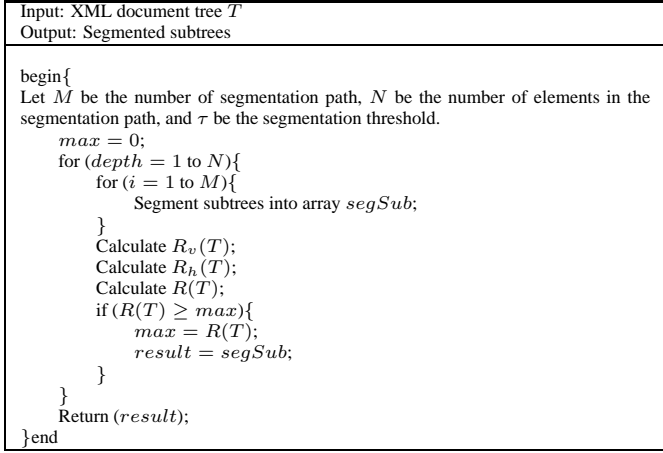 Input: XML document tree T
Output: Segmented subtrees
begin{
Let M be the number of segmentation path, N be the number of elements in the
segmentation path, and τ be the segmentation threshold.
max = 0;
for (depth = 1 to N){
for (i = 1 to M){
Segment subtrees into array segSub;
}
Calculate R_v(T);
Calculate R_h(T);
Calculate R(T);
if (R(T) ≥ max){
max = R(T);
result = segSub;
}
}
Return (result);
}end